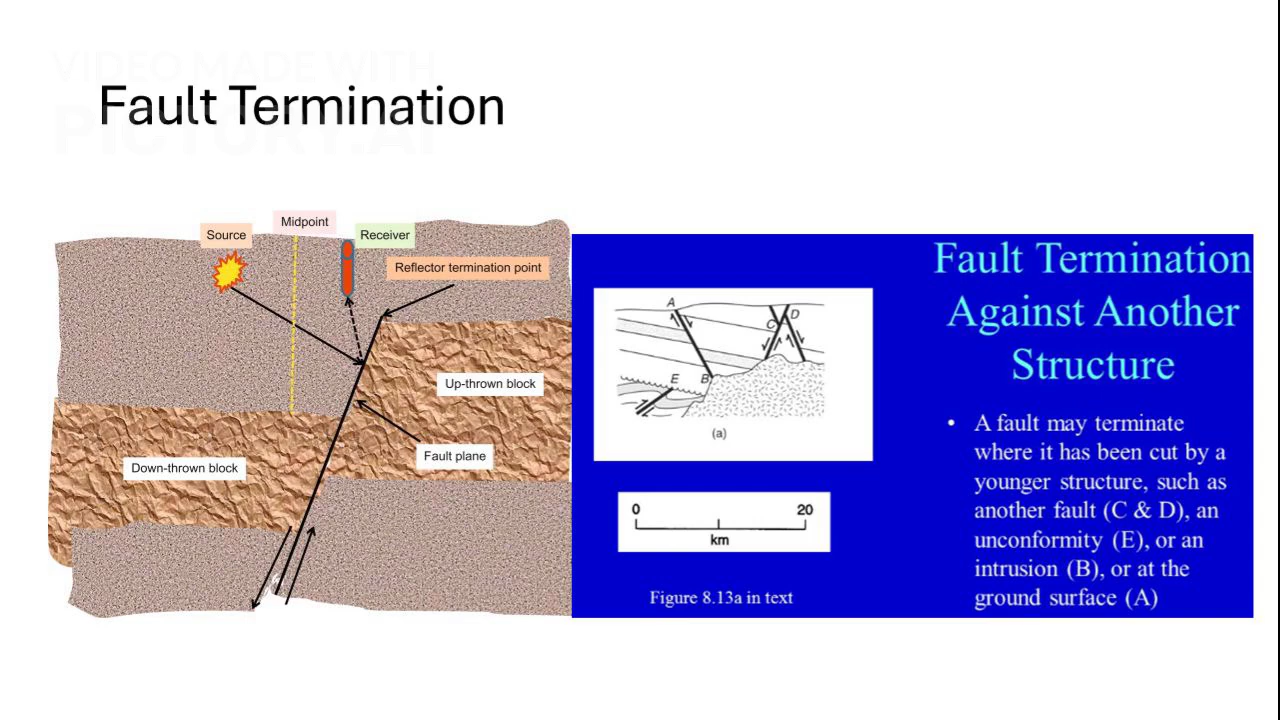 VIDEO MADE WITH
PICTORY.AI
Fault Termination
Source
Midpoint
Receiver
Reflector termination point
Up-thrown block
Fault plane
Down-thrown block
A
C
D
E
B
(a)
0 20
km
Figure 8.13a in text
Fault Termination
Against Another
Structure
• A fault may terminate
where it has been cut by a
younger structure, such as
another fault (C & D), an
unconformity (E), or an
intrusion (B), or at the
ground surface (A)